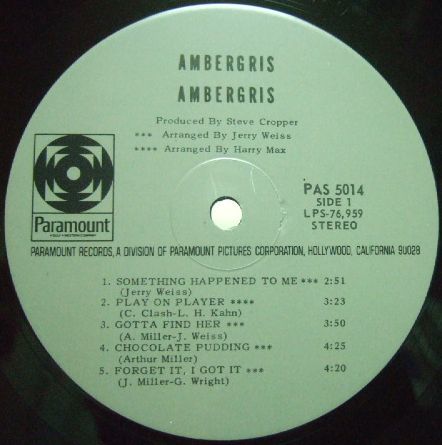 AMBERGRIS
AMBERGRIS
Produced By Steve Cropper
*** Arranged By Jerry Weiss
**** Arranged By Harry Max
Paramount
PAS 5014
SIDE 1
LPS-76,959
STEREO
PARAMOUNT RECORDS, A DIVISION OF PARAMOUNT PICTURES CORPORATION, HOLLYWOOD, CALIFORNIA 90028
1. SOMETHING HAPPENED TO ME *** 2:51
(Jerry Weiss)
2. PLAY ON PLAYER **** 3:23
(C. Clash-L. H. Kahn)
3. GOTTA FIND HER *** 3:50
(A. Miller-J. Weiss)
4. CHOCOLATE PUDDING *** 4:25
(Arthur Miller)
5. FORGET IT, I GOT IT *** 4:20
(J. Miller-G. Wright)